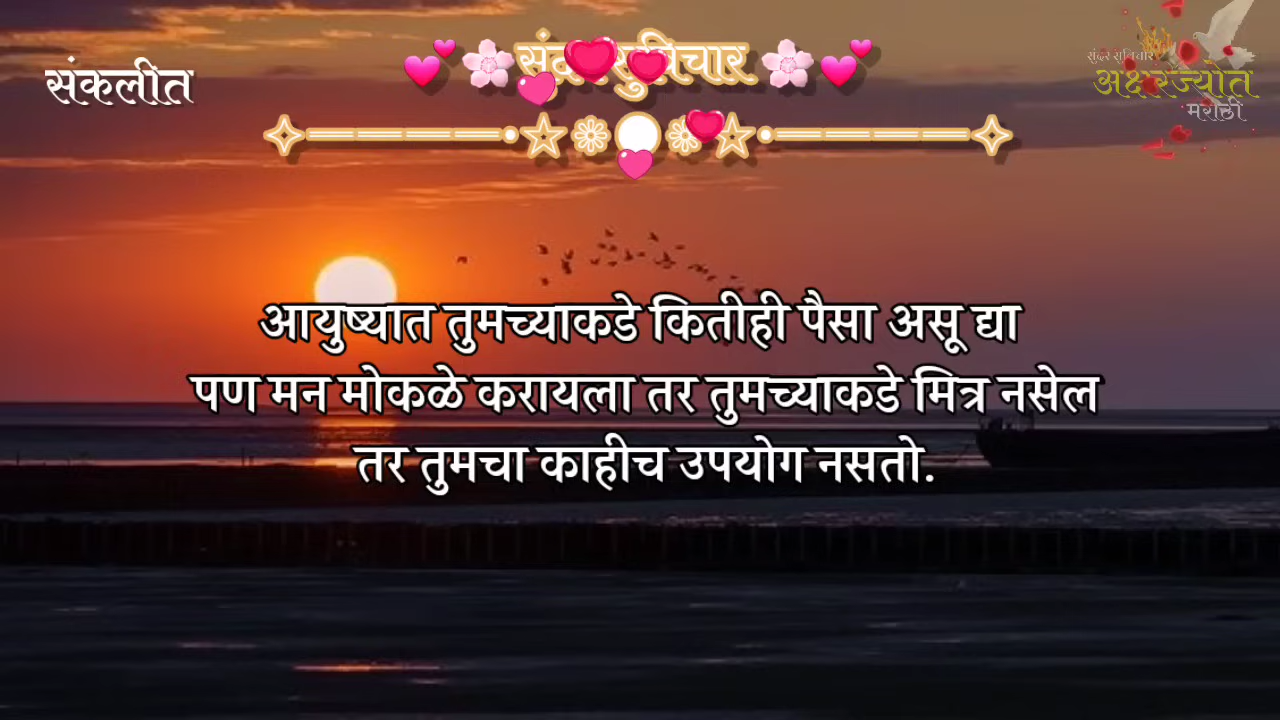 संकलीत
सुंदर सुविचार
सुंदर सुविचार
अक्षरज्योत
मराठी
आयुष्यात तुमच्याकडे कितीही पैसा असू द्या
पण मन मोकळे करायला तर तुमच्याकडे मित्र नसेल
तर तुमचा काहीच उपयोग नसतो.